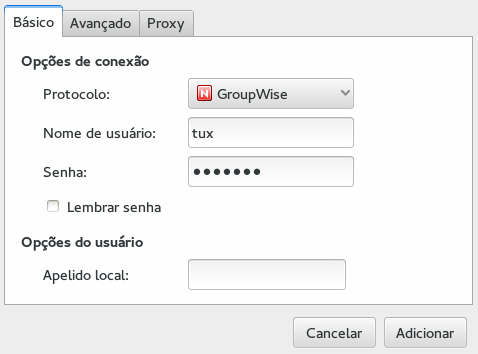 Básico Avançado Proxy
Opções de conexão
Protocolo: N GroupWise
Nome de usuário: tux
Senha: ●●●●●●●
Lembrar senha
Opções do usuário
Apelido local:
Cancelar Adicionar